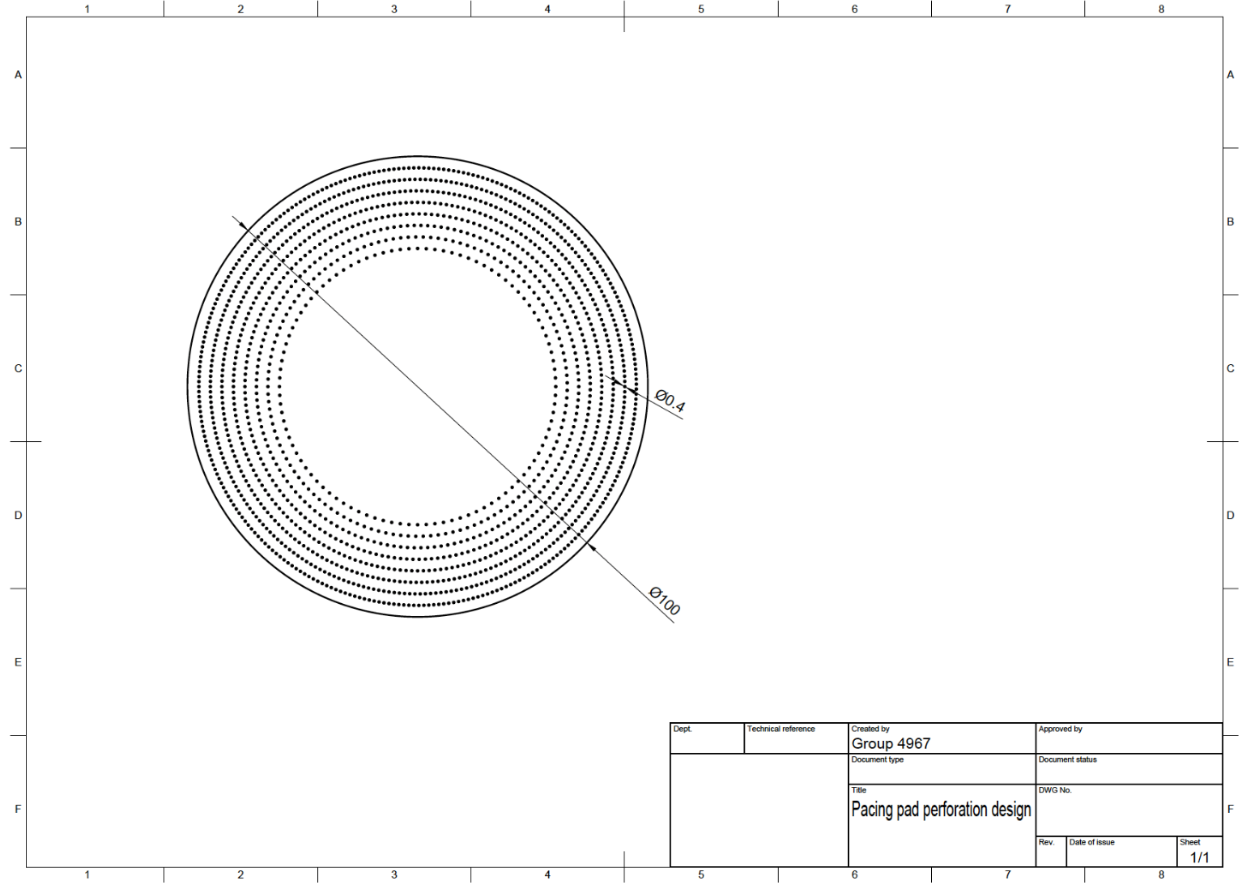 1 2 3 4 5 6 7 8
A A
B B
C C
Ø0.4
D D
Ø100
E E
Dept. Technical reference Created by Approved by
Group 4967
Document type Document status
Title DWG No.
Pacing pad perforation design
F F
Rev. Date of issue Sheet
1/1
1 2 3 4 5 6 7 8